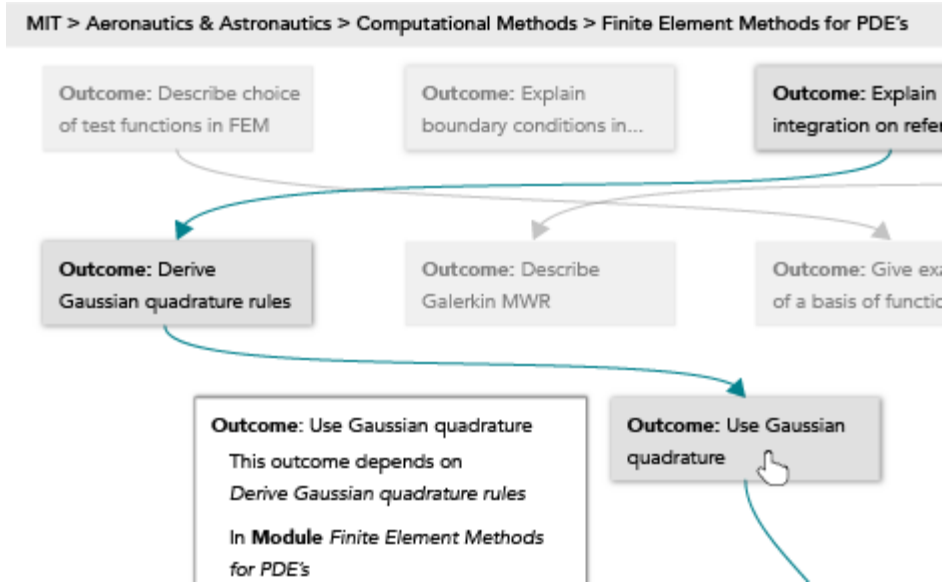 MIT > Aeronautics & Astronautics > Computational Methods > Finite Element Methods for PDE's
Outcome: Describe choice
of test functions in FEM
Outcome: Explain
boundary conditions in...
Outcome: Explain
integration on
Outcome: Derive
Gaussian quadrature rules
Outcome: Describe
Galerkin MWR
Outcome: Give
of a basis of
Outcome: Use Gaussian quadrature
This outcome depends on
Derive Gaussian quadrature rules
In Module Finite Element Methods
for PDE's
Outcome: Use Gaussian
quadrature